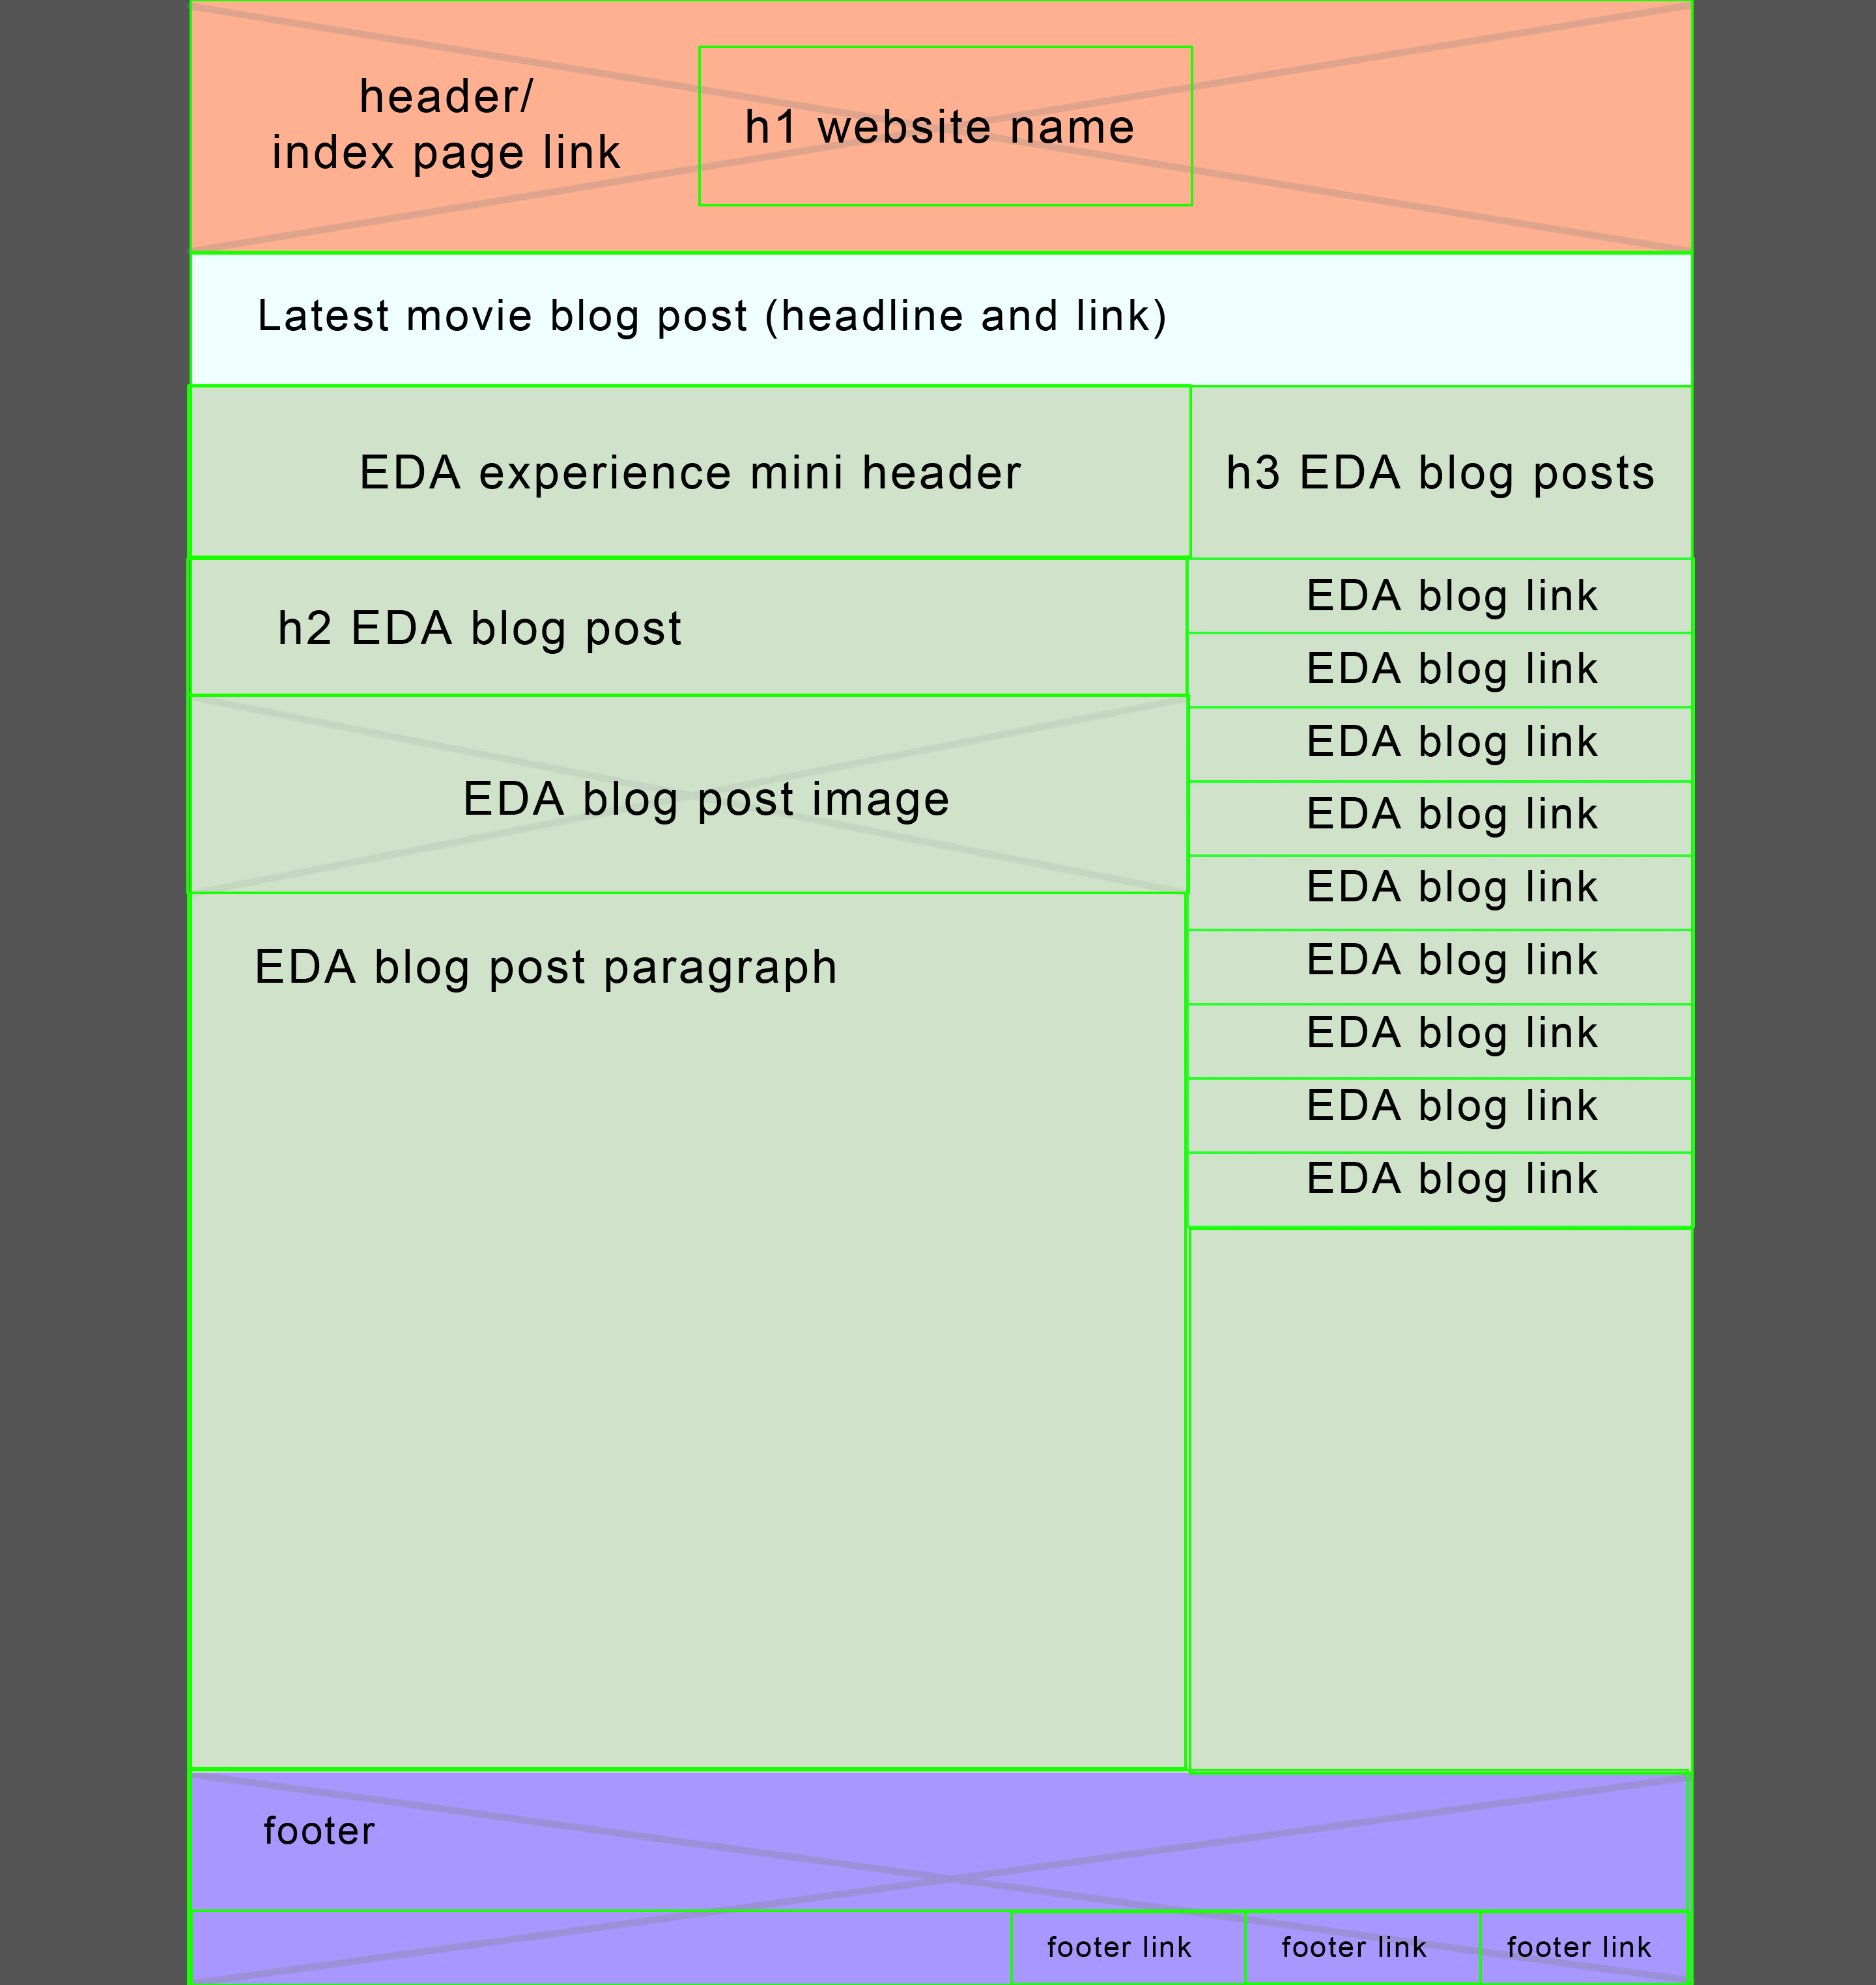 header/
index page link
h1 website name
Latest movie blog post (headline and link)
EDA experience mini header
h3 EDA blog posts
h2 EDA blog post
EDA blog post image
EDA blog post paragraph
EDA blog link
EDA blog link
EDA blog link
EDA blog link
EDA blog link
EDA blog link
EDA blog link
EDA blog link
EDA blog link
footer
footer link
footer link
footer link